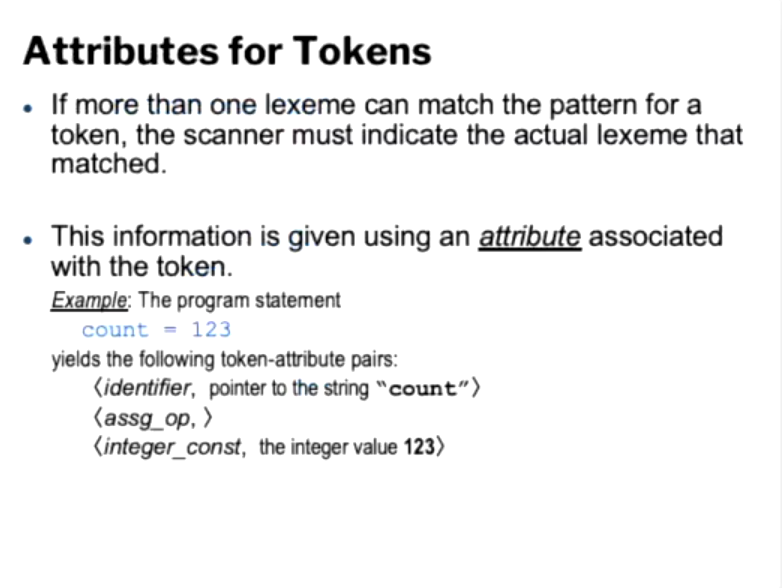 Attributes for Tokens
• If more than one lexeme can match the pattern for a
token, the scanner must indicate the actual lexeme that
matched.
• This information is given using an attribute associated
with the token.
Example: The program statement
count = 123
yields the following token-attribute pairs:
⟨identifier, pointer to the string “count”⟩
⟨assg_op, ⟩
⟨integer_const, the integer value 123⟩